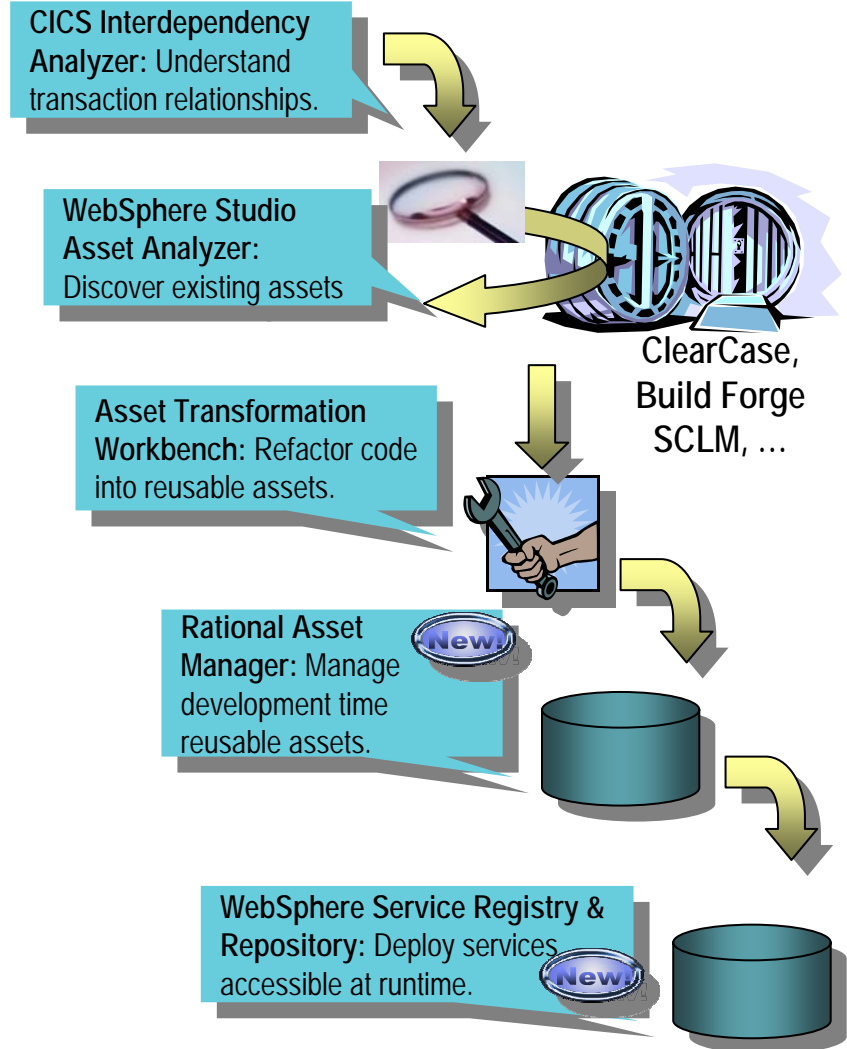 CICS Interdependency
Analyzer: Understand
transaction relationships.
WebSphere Studio
Asset Analyzer:
Discover existing assets
ClearCase,
Build Forge
SCLM, ...
Asset Transformation
Workbench: Refactor code
into reusable assets.
Rational Asset
Manager: Manage
development time
reusable assets.
New!
WebSphere Service Registry &
Repository: Deploy services
accessible at runtime.
New!